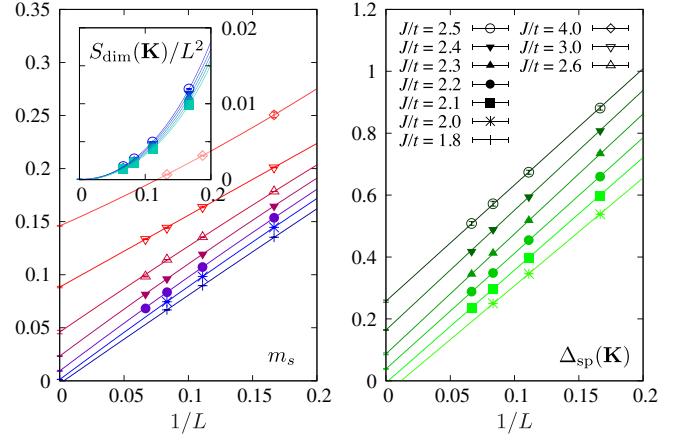 0.35
0.3
0.25
0.2
0.15
0.1
0.05
0
0
0.05
0.1
0.15
0.2
1/L
m_s
S_dim(K)/L^2
0.02
0.01
0
0
0.1
0.2
1.2
1
0.8
0.6
0.4
0.2
0
0
0.05
0.1
0.15
0.2
1/L
Δ_sp(K)
J/t = 2.5
J/t = 2.4
J/t = 2.3
J/t = 2.2
J/t = 2.1
J/t = 2.0
J/t = 1.8
J/t = 4.0
J/t = 3.0
J/t = 2.6